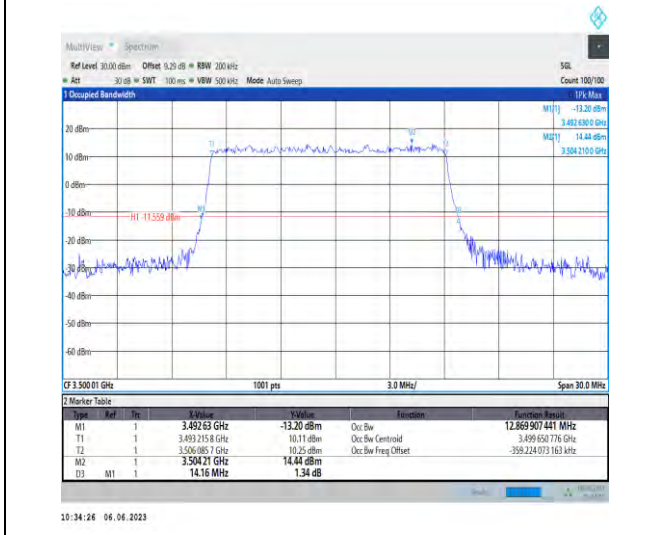 MultiView Spectrum
Ref Level 30.00 dBm Offset 9.29 dB RBW 200 kHz SGL
Att 30 dB SWT 100 ms VBW 500 kHz Mode Auto Sweep Count 100/100
1 Occupied Bandwidth 1Pk Max
M1[1] -13.20 dBm
3.492 630 0 GHz
M2[1] 14.44 dBm
3.504 210 0 GHz
20 dBm
T1 M2
10 dBm
0 dBm
-10 dBm M1
H1 -11.559 dBm
-20 dBm
-30 dBm
-40 dBm
-50 dBm
-60 dBm
CF 3.500 01 GHz 1001 pts 3.0 MHz/ Span 30.0 MHz
2 Marker Table
Type Ref Trc X-Value Y-Value Function Function Result
M1 1 3.492 63 GHz -13.20 dBm Occ Bw 12.869 907 441 MHz
T1 1 3.493 215 8 GHz 10.11 dBm Occ Bw Centroid 3.499 650 776 GHz
T2 1 3.506 085 7 GHz 10.25 dBm Occ Bw Freq Offset -359.224 073 163 kHz
M2 1 3.504 21 GHz 14.44 dBm
D3 M1 1 14.16 MHz 1.34 dB
10:34:26 06.06.2023